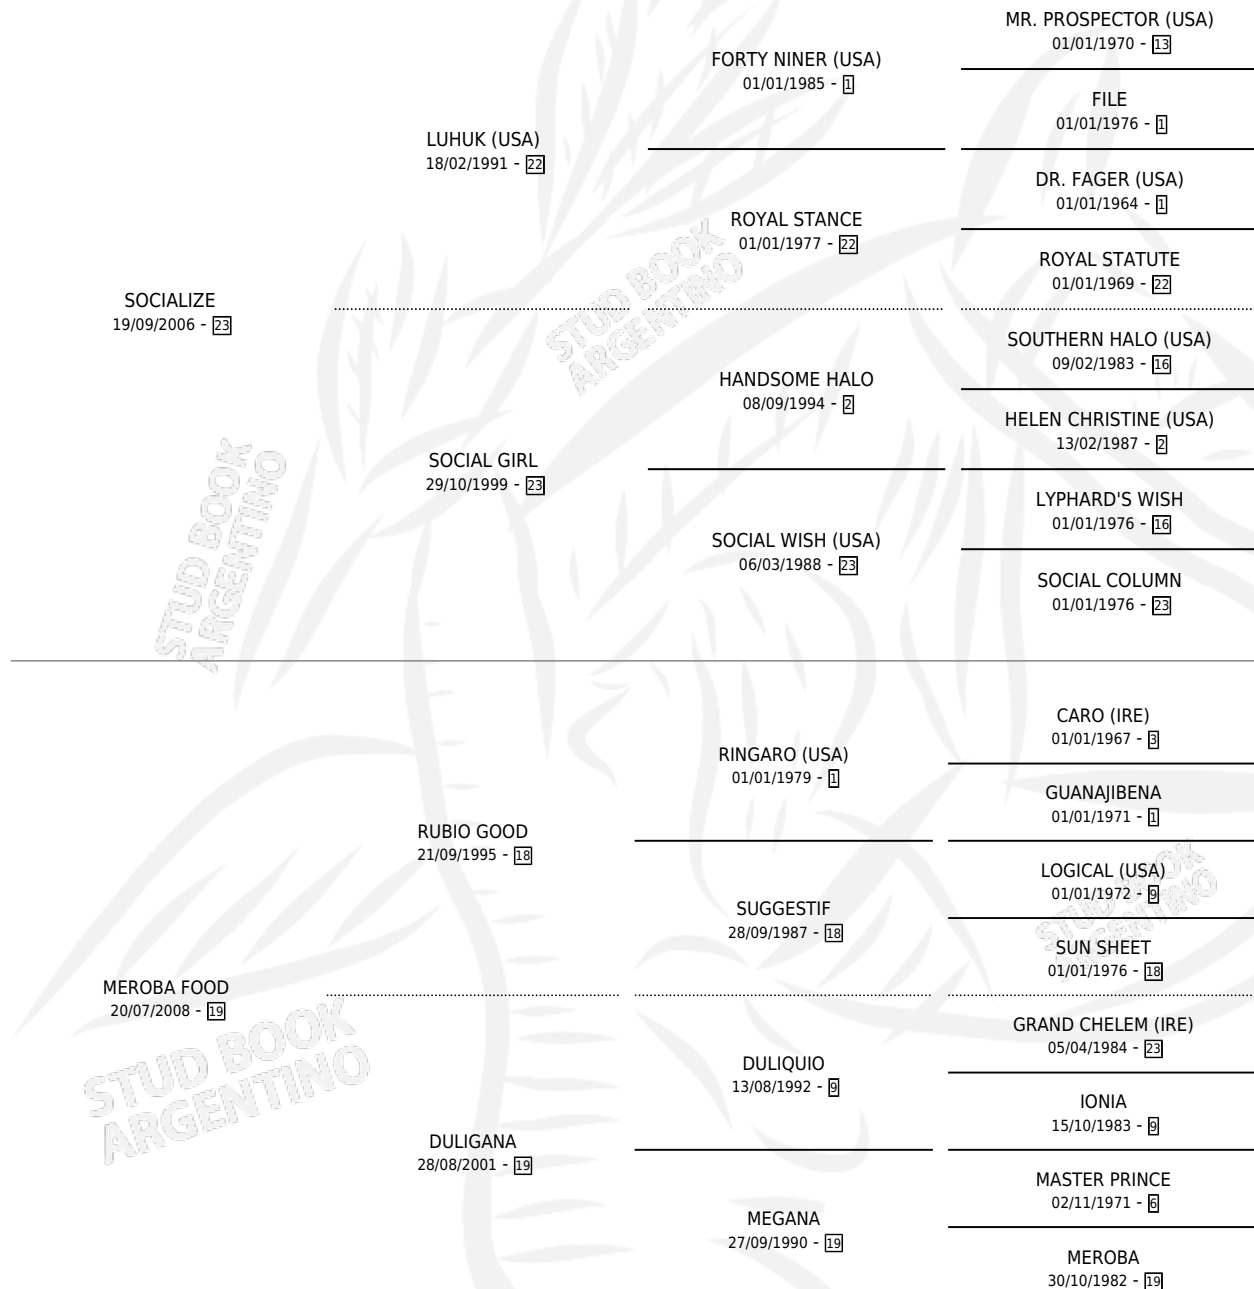 MR. PROSPECTOR (USA)
01/01/1970 - 13
FORTY NINER (USA)
01/01/1985 - 1
FILE
01/01/1976 - 1
LUHUK (USA)
18/02/1991 - 22
DR. FAGER (USA)
01/01/1964 - 1
ROYAL STANCE
01/01/1977 - 22
ROYAL STATUTE
01/01/1969 - 22
SOCIALIZE
19/09/2006 - 23
SOUTHERN HALO (USA)
09/02/1983 - 16
HANDSOME HALO
08/09/1994 - 2
HELEN CHRISTINE (USA)
13/02/1987 - 2
SOCIAL GIRL
29/10/1999 - 23
LYPHARD'S WISH
01/01/1976 - 16
SOCIAL WISH (USA)
06/03/1988 - 23
SOCIAL COLUMN
01/01/1976 - 23
CARO (IRE)
01/01/1967 - 3
RINGARO (USA)
01/01/1979 - 1
GUANAJIBENA
01/01/1971 - 1
RUBIO GOOD
21/09/1995 - 18
LOGICAL (USA)
01/01/1972 - 9
SUGGESTIF
28/09/1987 - 18
SUN SHEET
01/01/1976 - 18
MEROBA FOOD
20/07/2008 - 19
GRAND CHELEM (IRE)
05/04/1984 - 23
DULIQUIO
13/08/1992 - 9
IONIA
15/10/1983 - 9
DULIGANA
28/08/2001 - 19
MASTER PRINCE
02/11/1971 - 6
MEGANA
27/09/1990 - 19
MEROBA
30/10/1982 - 19
STUD BOOK
ARGENTINO
STUD BOOK
ARGENTINO
STUD BOOK
ARGENTINO
STUD BOOK
ARGENTINO